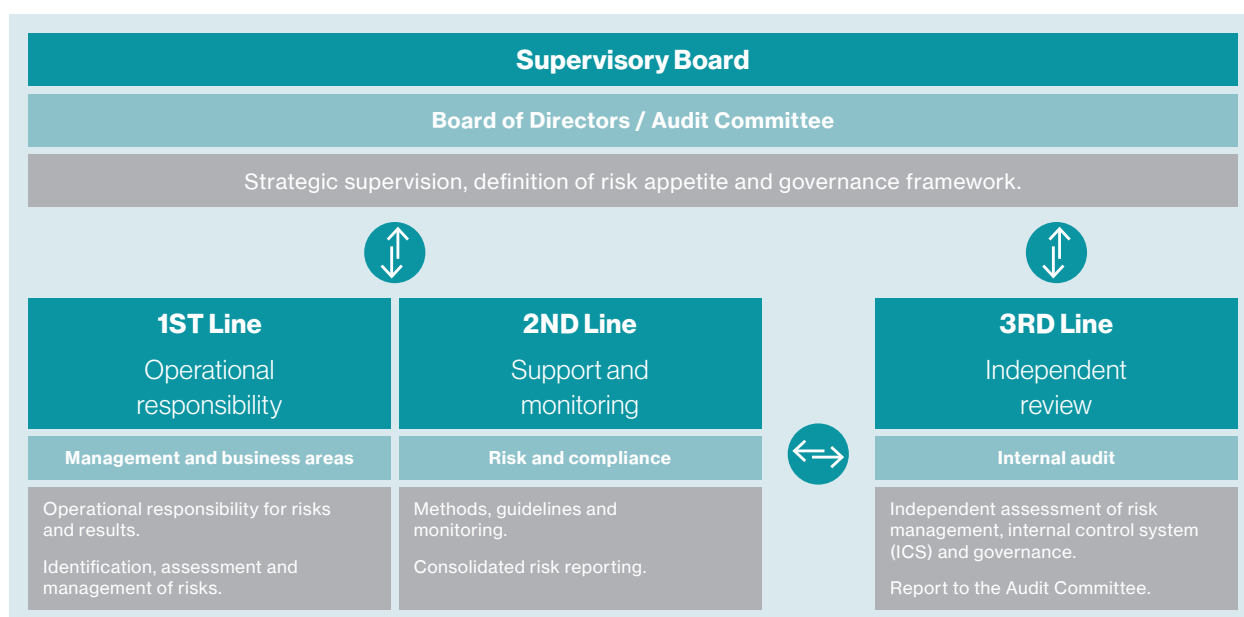 Supervisory Board
Board of Directors / Audit Committee
Strategic supervision, definition of risk appetite and governance framework.
1ST Line
Operational
responsibility
Management and business areas
Operational responsibility for risks
and results.
Identification, assessment and
management of risks.
2ND Line
Support and
monitoring
Risk and compliance
Methods, guidelines and
monitoring.
Consolidated risk reporting.
3RD Line
Independent
review
Internal audit
Independent assessment of risk
management, internal control system
(ICS) and governance.
Report to the Audit Committee.